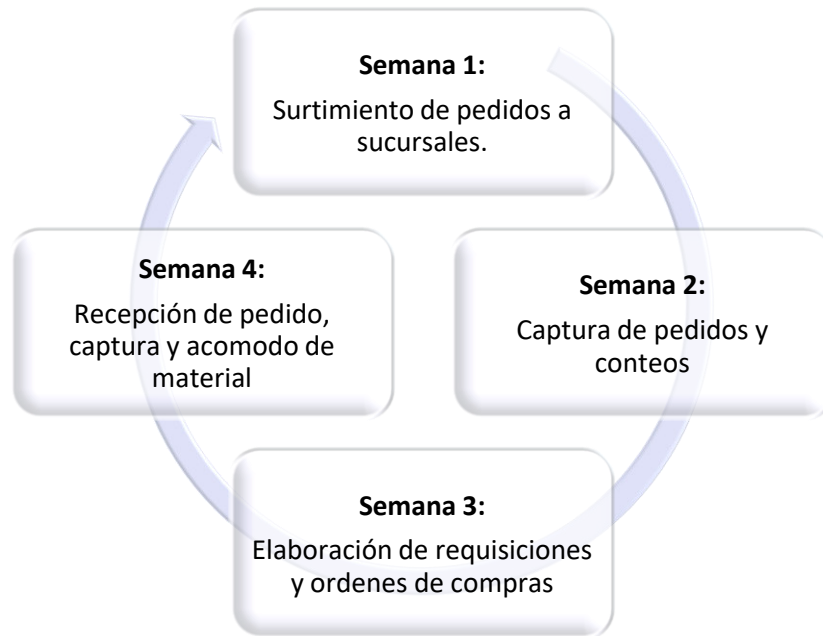 Semana 1:
Surtimiento de pedidos a
sucursales.
Semana 2:
Captura de pedidos y
conteos
Semana 3:
Elaboración de requisiciones
y ordenes de compras
Semana 4:
Recepción de pedido,
captura y acomodo de
material